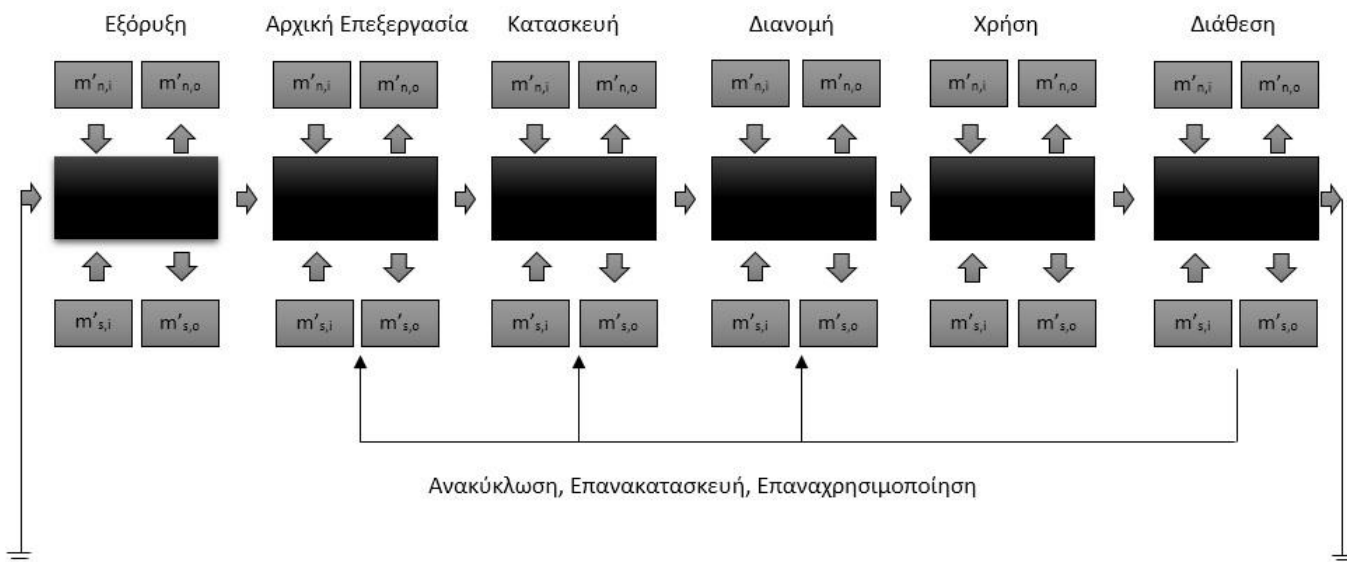 Εξόρυξη Αρχική Επεξεργασία Κατασκευή Διανομή Χρήση Διάθεση
m′n,i m′n,o m′n,i m′n,o m′n,i m′n,o m′n,i m′n,o m′n,i m′n,o m′n,i m′n,o
m′s,i m′s,o m′s,i m′s,o m′s,i m′s,o m′s,i m′s,o m′s,i m′s,o m′s,i m′s,o
Ανακύκλωση, Επανακατασκευή, Επαναχρησιμοποίηση